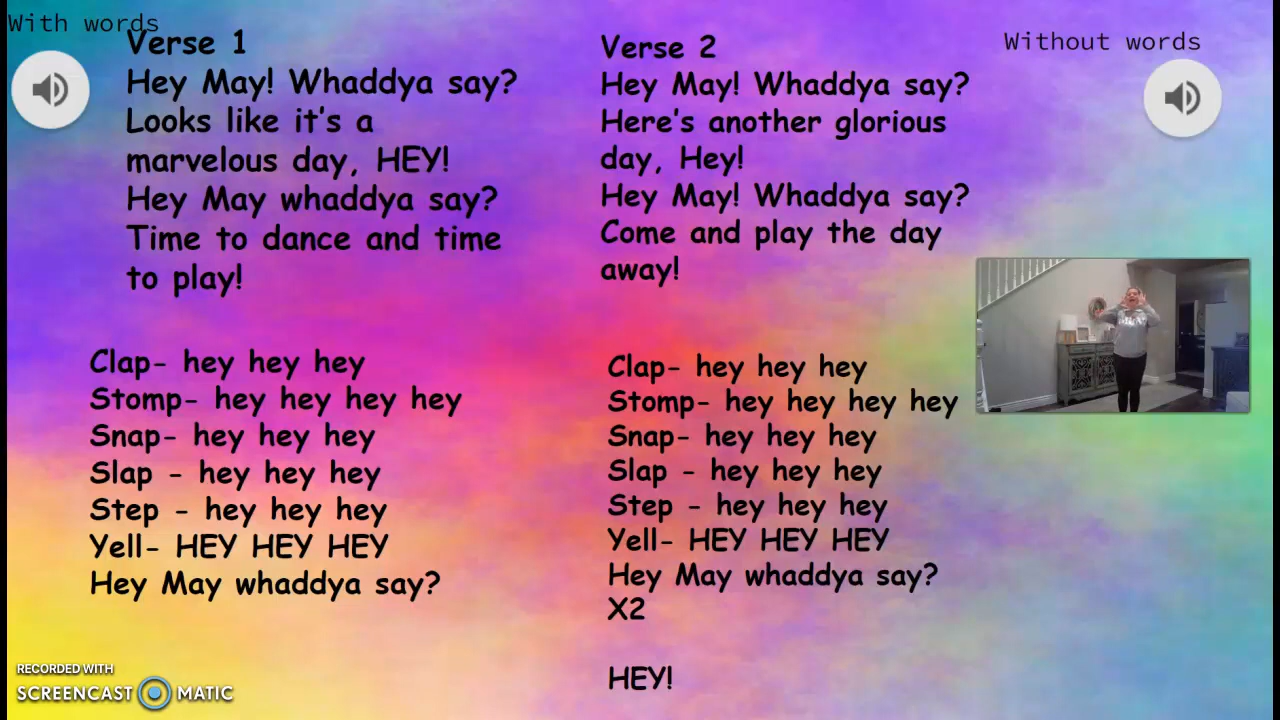 With words
Verse 1
Hey May! Whaddya say?
Looks like it's a
marvelous day, HEY!
Hey May whaddya say?
Time to dance and time
to play!
Clap- hey hey hey
Stomp- hey hey hey hey
Snap- hey hey hey
Slap - hey hey hey
Step - hey hey hey
Yell- HEY HEY HEY
Hey May whaddya say?
Verse 2
Hey May! Whaddya say?
Here's another glorious
day, Hey!
Hey May! Whaddya say?
Come and play the day
away!
Clap- hey hey hey
Stomp- hey hey hey hey
Snap- hey hey hey
Slap - hey hey hey
Step - hey hey hey
Yell- HEY HEY HEY
Hey May whaddya say?
X2
HEY!
Without words
RECORDED WITH
SCREENCAST MATIC